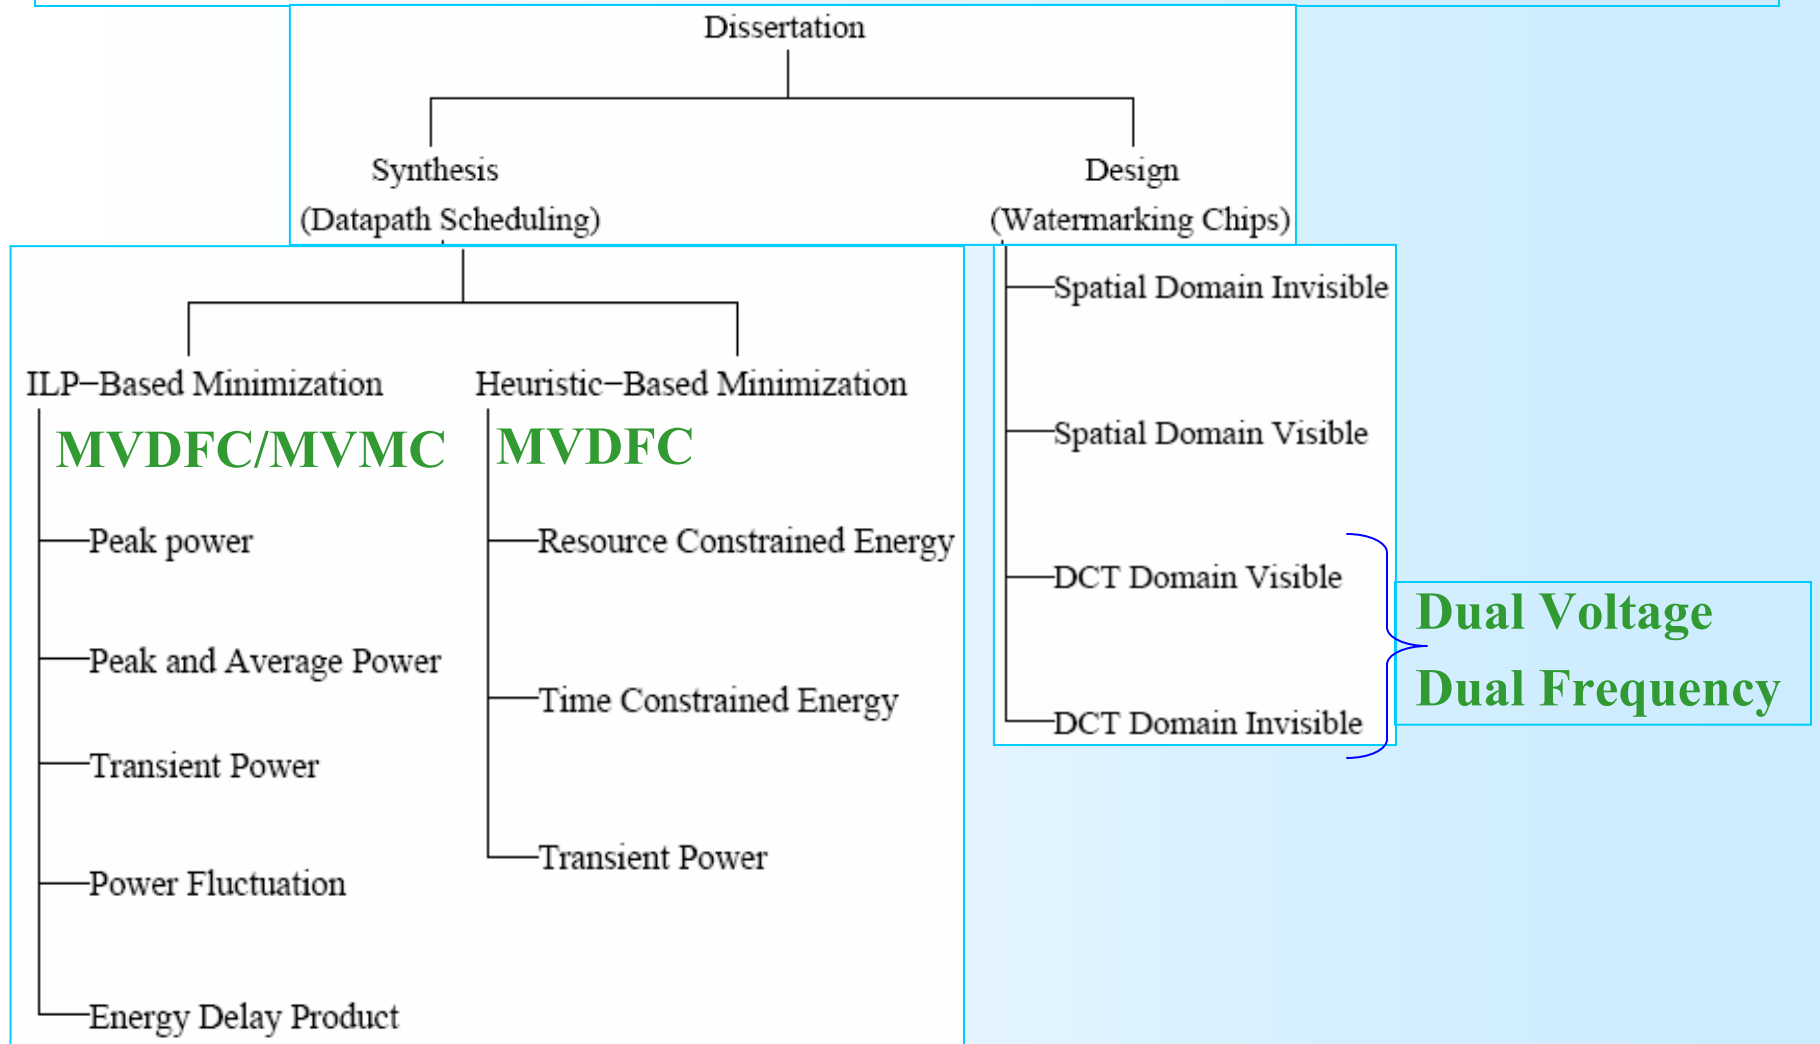 Dissertation
Synthesis
(Datapath Scheduling)
Design
(Watermarking Chips)
ILP−Based Minimization
MVDFC/MVMC
Peak power
Peak and Average Power
Transient Power
Power Fluctuation
Energy Delay Product
Heuristic−Based Minimization
MVDFC
Resource Constrained Energy
Time Constrained Energy
Transient Power
Spatial Domain Invisible
Spatial Domain Visible
DCT Domain Visible
DCT Domain Invisible
Dual Voltage
Dual Frequency